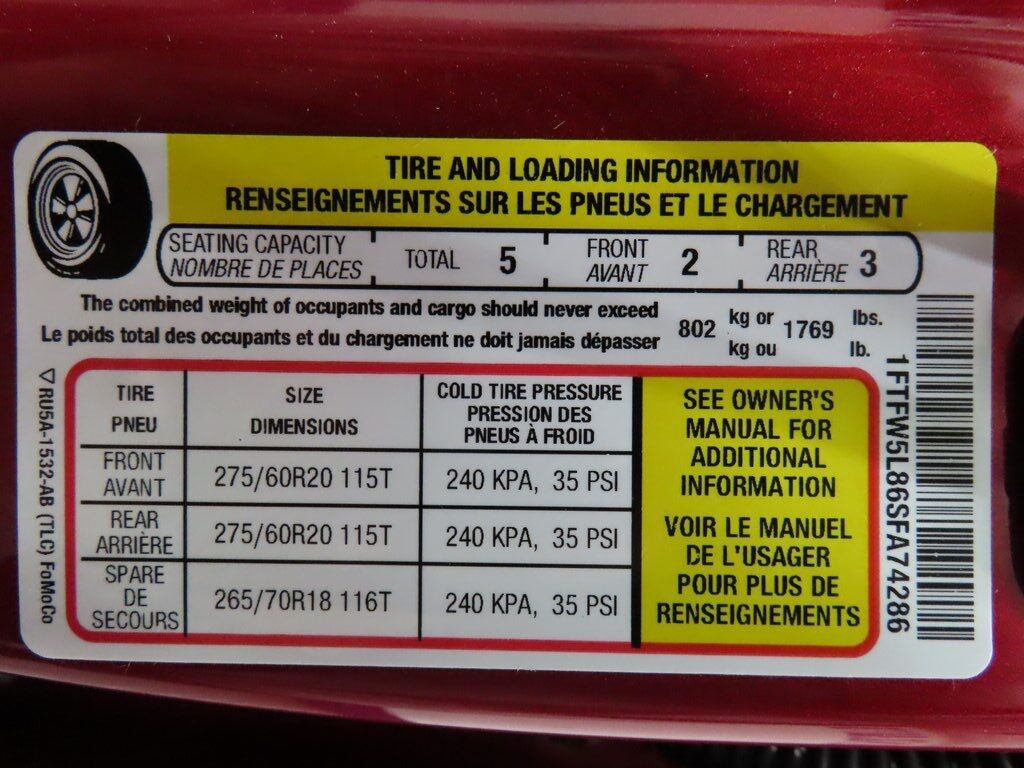 TIRE AND LOADING INFORMATION
RENSEIGNEMENTS SUR LES PNEUS ET LE CHARGEMENT
SEATING CAPACITY
NOMBRE DE PLACES
TOTAL 5
FRONT
AVANT
2
REAR
ARRIÈRE
3
The combined weight of occupants and cargo should never exceed
Le poids total des occupants et du chargement ne doit jamais dépasser
802
kg or
kg ou
1769
lbs.
lb.
TIRE
PNEU
SIZE
DIMENSIONS
COLD TIRE PRESSURE
PRESSION DES
PNEUS À FROID
FRONT
AVANT
275/60R20 115T
240 KPA, 35 PSI
REAR
ARRIÈRE
275/60R20 115T
240 KPA, 35 PSI
SPARE
DE
SECOURS
265/70R18 116T
240 KPA, 35 PSI
SEE OWNER'S
MANUAL FOR
ADDITIONAL
INFORMATION
VOIR LE MANUEL
DE L'USAGER
POUR PLUS DE
RENSEIGNEMENTS
1FTFW5L86SFA74286
▽RU5A-1532-AB (TLC) FoMoCo